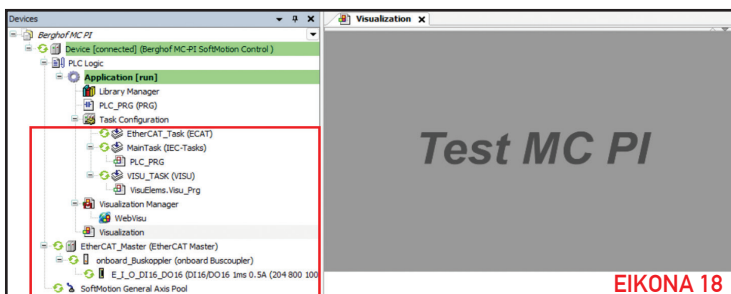 Devices
Visualization
Berghof MC PI
Device [connected] (Berghof MC-PI SoftMotion Control )
PLC Logic
Application [run]
Library Manager
PLC_PRG (PRG)
Task Configuration
EtherCAT_Task (ECAT)
MainTask (IEC-Tasks)
PLC_PRG
VISU_TASK (VISU)
VisuElems.Visu_Prg
Visualization Manager
WebVisu
Visualization
EtherCAT_Master (EtherCAT Master)
onboard_Buskoppler (onboard Buscoupler)
E_I_O_DI16_DO16 (DI16/DO16 1ms 0.5A (204 800 100
SoftMotion General Axis Pool
Test MC PI
ΕΙΚΟΝΑ 18